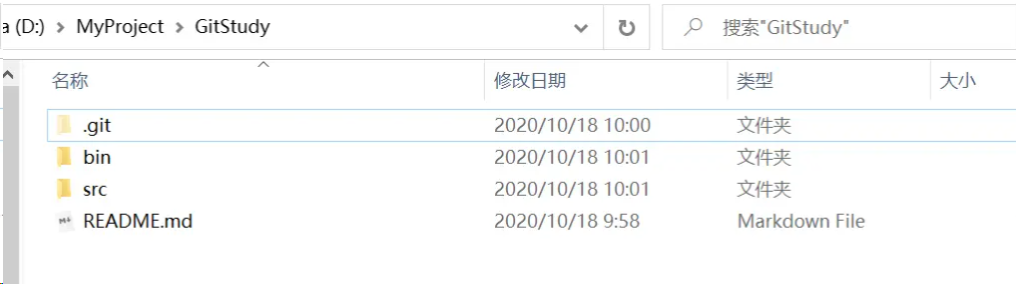 a (D:) > MyProject > GitStudy 搜索"GitStudy"
名称 修改日期 类型 大小
.git 2020/10/18 10:00 文件夹
bin 2020/10/18 10:01 文件夹
src 2020/10/18 10:01 文件夹
README.md 2020/10/18 9:58 Markdown File